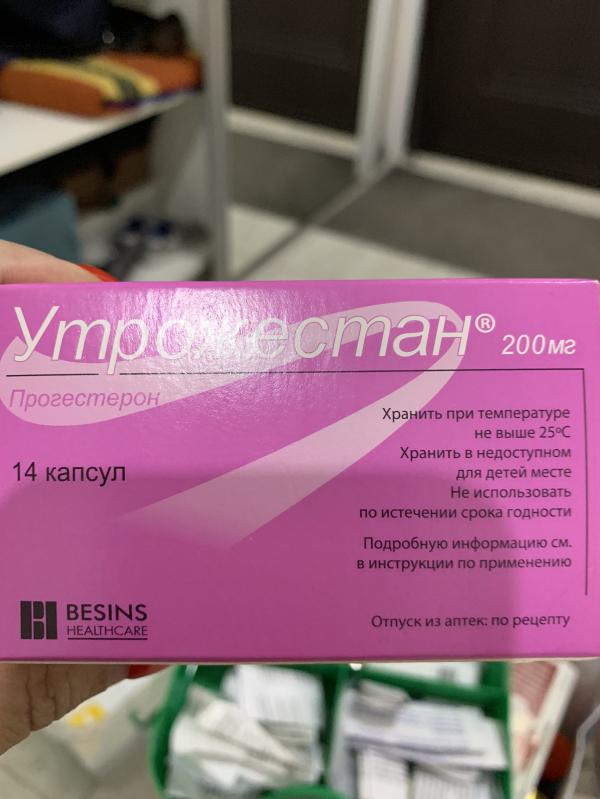 Утрожестан® 200мг
Прогестерон
14 капсул
Хранить при температуре
не выше 25ºС
Хранить в недоступном
для детей месте
Не использовать
по истечении срока годности
Подробную информацию см.
в инструкции по применению
BESINS
HEALTHCARE
Отпуск из аптек: по рецепту